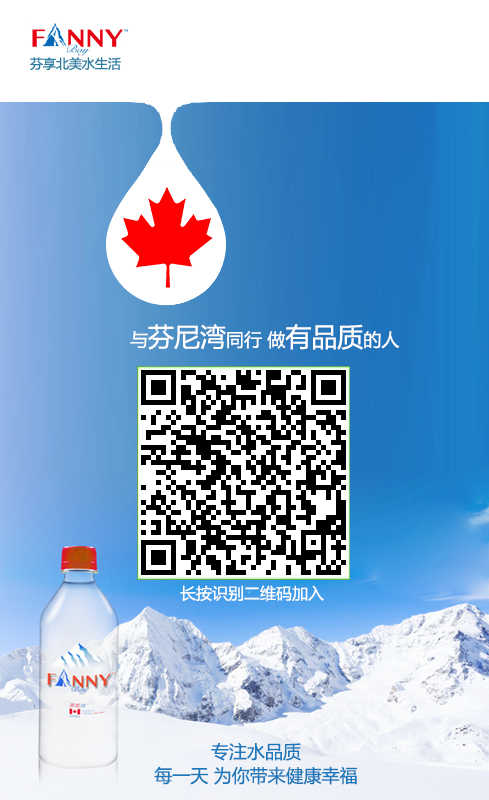 FANNY
Bay
芬享北美水生活
与芬尼湾同行 做有品质的人
长按识别二维码加入
FANNY
专注水品质
每一天 为你带来健康幸福